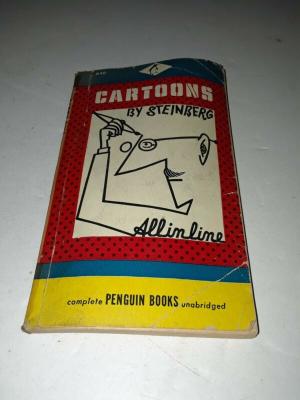 CARTOONS
BY STEINBERG
All in line
complete PENGUIN BOOKS unabridged